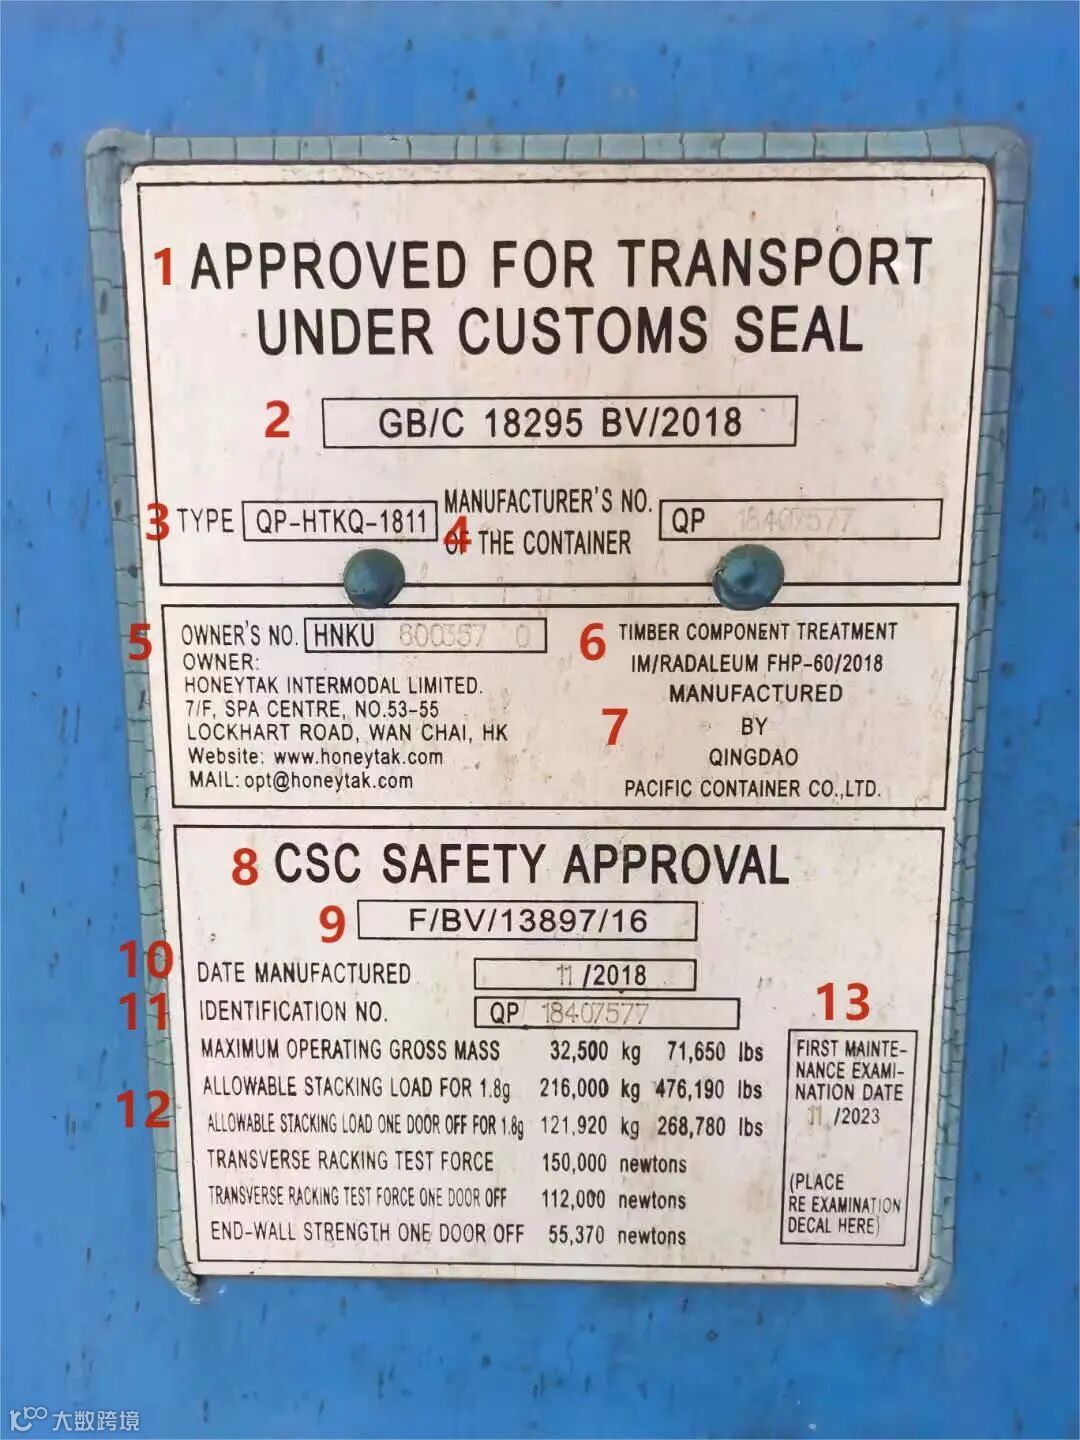 1 APPROVED FOR TRANSPORT
UNDER CUSTOMS SEAL
2 GB/C 18295 BV/2018
3 TYPE QP-HTKQ-1811 4 MANUFACTURER'S NO.
OF THE CONTAINER QP 18407577
5 OWNER'S NO. HNKU 600357 0
OWNER:
HONEYTAK INTERMODAL LIMITED.
7/F, SPA CENTRE, NO.53-55
LOCKHART ROAD, WAN CHAI, HK
Website: www.honeytak.com
MAIL: opt@honeytak.com
6 TIMBER COMPONENT TREATMENT
IM/RADALEUM FHP-60/2018
7 MANUFACTURED
BY
QINGDAO
PACIFIC CONTAINER CO.,LTD.
8 CSC SAFETY APPROVAL
9 F/BV/13897/16
10 DATE MANUFACTURED 11/2018
11 IDENTIFICATION NO. QP 18407577
12 MAXIMUM OPERATING GROSS MASS 32,500 kg 71,650 lbs
ALLOWABLE STACKING LOAD FOR 1.8g 216,000 kg 476,190 lbs
ALLOWABLE STACKING LOAD ONE DOOR OFF FOR 1.8g 121,920 kg 268,780 lbs
TRANSVERSE RACKING TEST FORCE 150,000 newtons
TRANSVERSE RACKING TEST FORCE ONE DOOR OFF 112,000 newtons
END-WALL STRENGTH ONE DOOR OFF 55,370 newtons
13
FIRST MAINTE-
NANCE EXAMI-
NATION DATE
11/2023
(PLACE
RE EXAMINATION
DECAL HERE)
大数跨境